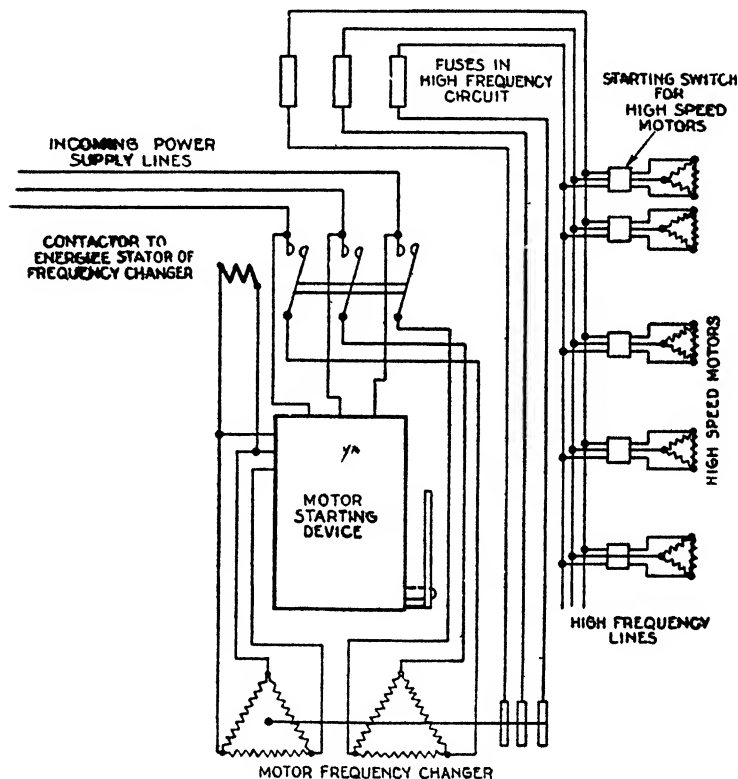 FUSES IN
HIGH FREQUENCY
CIRCUIT
STARTING SWITCH
FOR
HIGH SPEED
MOTORS
INCOMING POWER
SUPPLY LINES
CONTACTOR TO
ENERGIZE STATOR OF
FREQUENCY CHANGER
MOTOR
STARTING
DEVICE
HIGH SPEED MOTORS
HIGH FREQUENCY
LINES
MOTOR FREQUENCY CHANGER